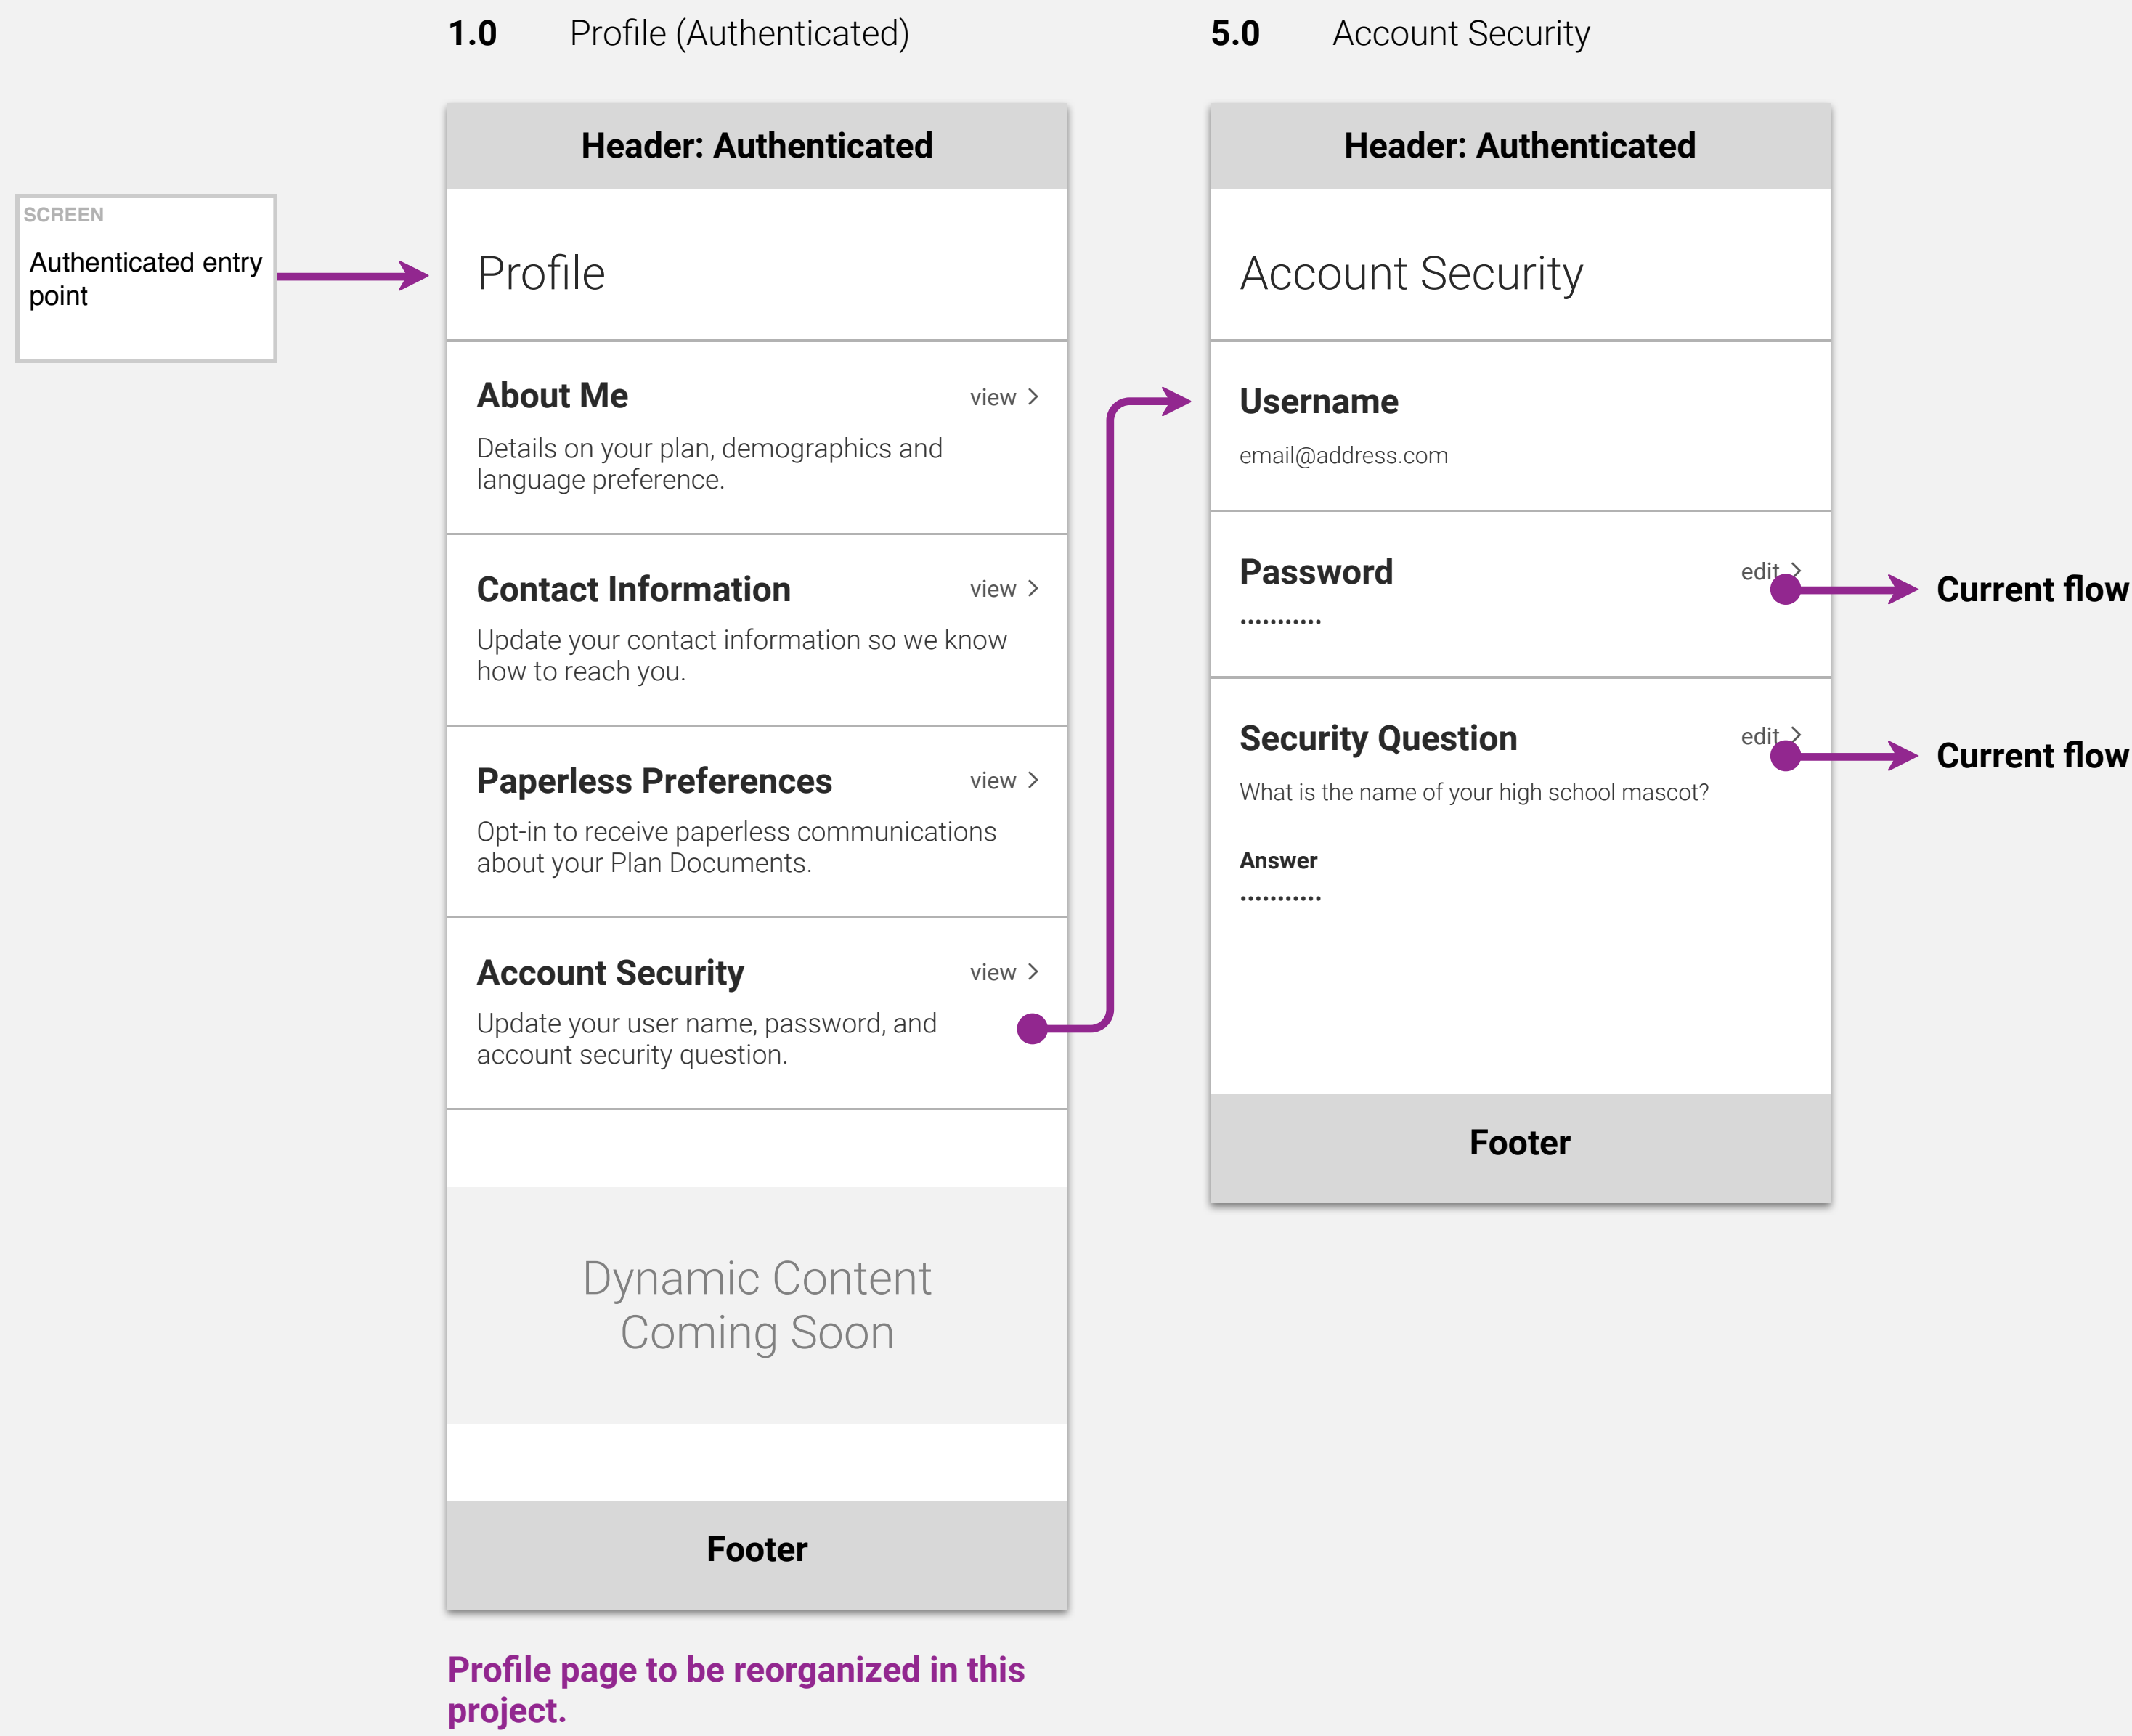 1.0 Profile (Authenticated)
5.0 Account Security
SCREEN
Authenticated entry
point
Header: Authenticated
Profile
About Me
view
Details on your plan, demographics and
language preference.
Contact Information
view
Update your contact information so we know
how to reach you.
Paperless Preferences
view
Opt-in to receive paperless communications
about your Plan Documents.
Account Security
view
Update your user name, password, and
account security question.
Dynamic Content
Coming Soon
Footer
Profile page to be reorganized in this
project.
Header: Authenticated
Account Security
Username
email@address.com
Password
edit
...........
Current flow
Security Question
edit
Current flow
What is the name of your high school mascot?
Answer
...........
Footer